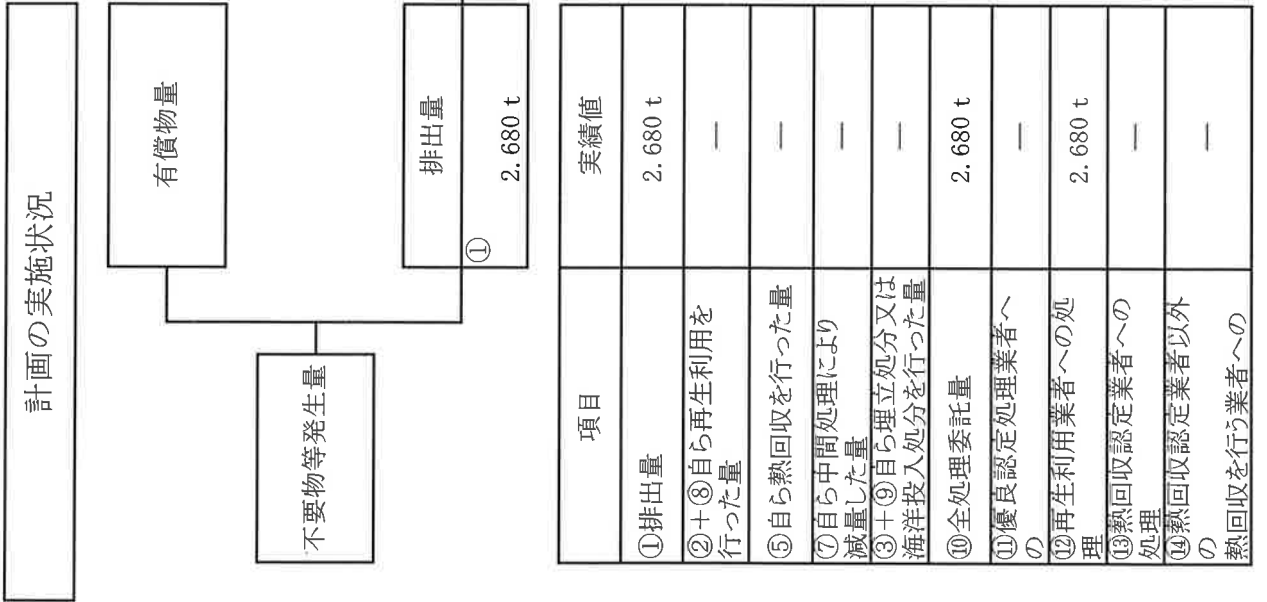 計画の実施状況
不要物等発生量
有償物量
排出量
①
2.680 t
項目
実績値
①排出量
2.680 t
②+⑧自ら再生利用を
行った量
—
⑤自ら熱回収を行った量
—
⑦自ら中間処理により
減量した量
—
③+⑨自ら埋立処分又は
海洋投入処分を行った量
—
⑩全処理委託量
2.680 t
⑪優良認定処理業者へ
の
—
⑫再生利用業者への処
理
2.680 t
⑬熱回収認定業者への
処理
—
⑭熱回収認定業者以外
の
熱回収を行う業者への
—